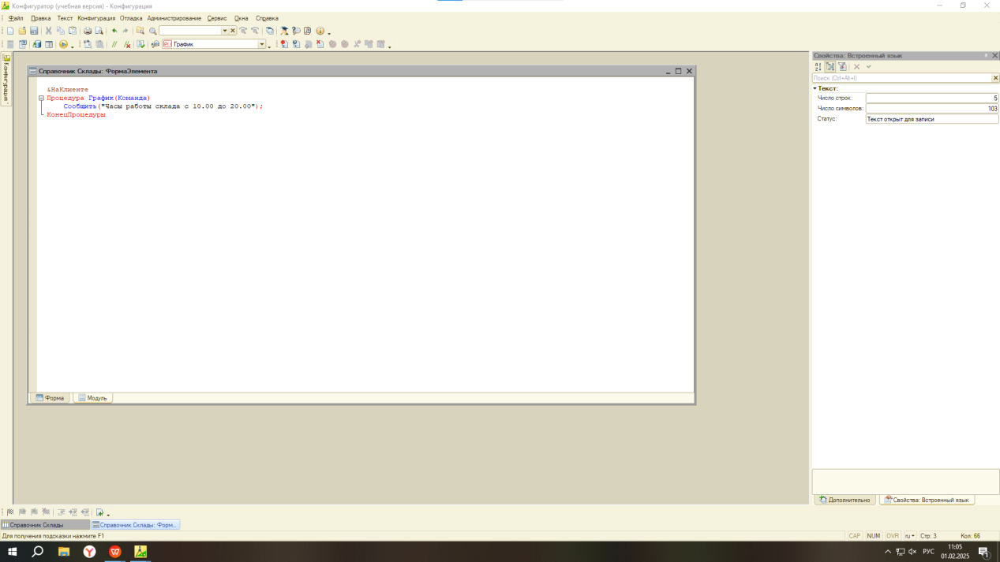 Конфигуратор (учебная версия) - Конфигурация
Файл Правка Текст Конфигурация Отладка Администрирование Сервис Окна Справка
График
Конфигурация
Справочник Склады: ФормаЭлемента
&НаКлиенте
Процедура График(Команда)
Сообщить("Часы работы склада с 10.00 до 20.00");
КонецПроцедуры
Форма Модуль
Свойства: Встроенный язык
Поиск (Ctrl+Alt+I)
Текст:
Число строк: 5
Число символов: 103
Статус: Текст открыт для записи
Дополнительно Свойства: Встроенный язык
Справочник Склады Справочник Склады: Форм...
Для получения подсказки нажмите F1 CAP NUM OVR ru Стр: 3 Кол: 66
РУС 11:05
01.02.2025
1